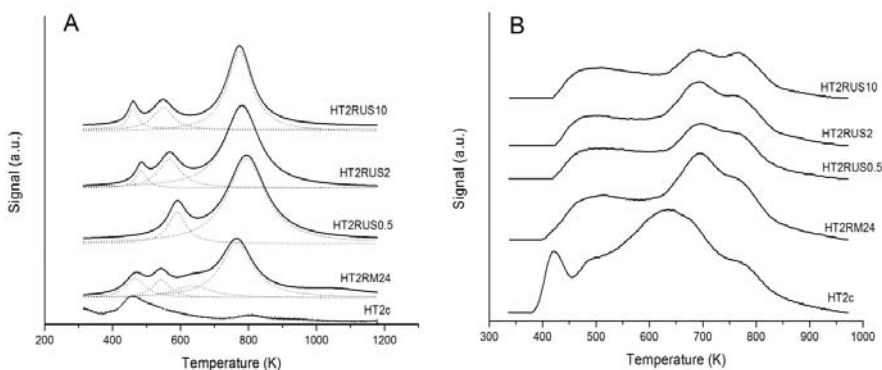 A
HT2RUS10
HT2RUS2
HT2RUS0.5
HT2RM24
HT2c
Signal (a.u.)
200 400 600 800 1000 1200
Temperature (K)
B
HT2RUS10
HT2RUS2
HT2RUS0.5
HT2RM24
HT2c
Signal (a.u.)
300 400 500 600 700 800 900 1000
Temperature (K)